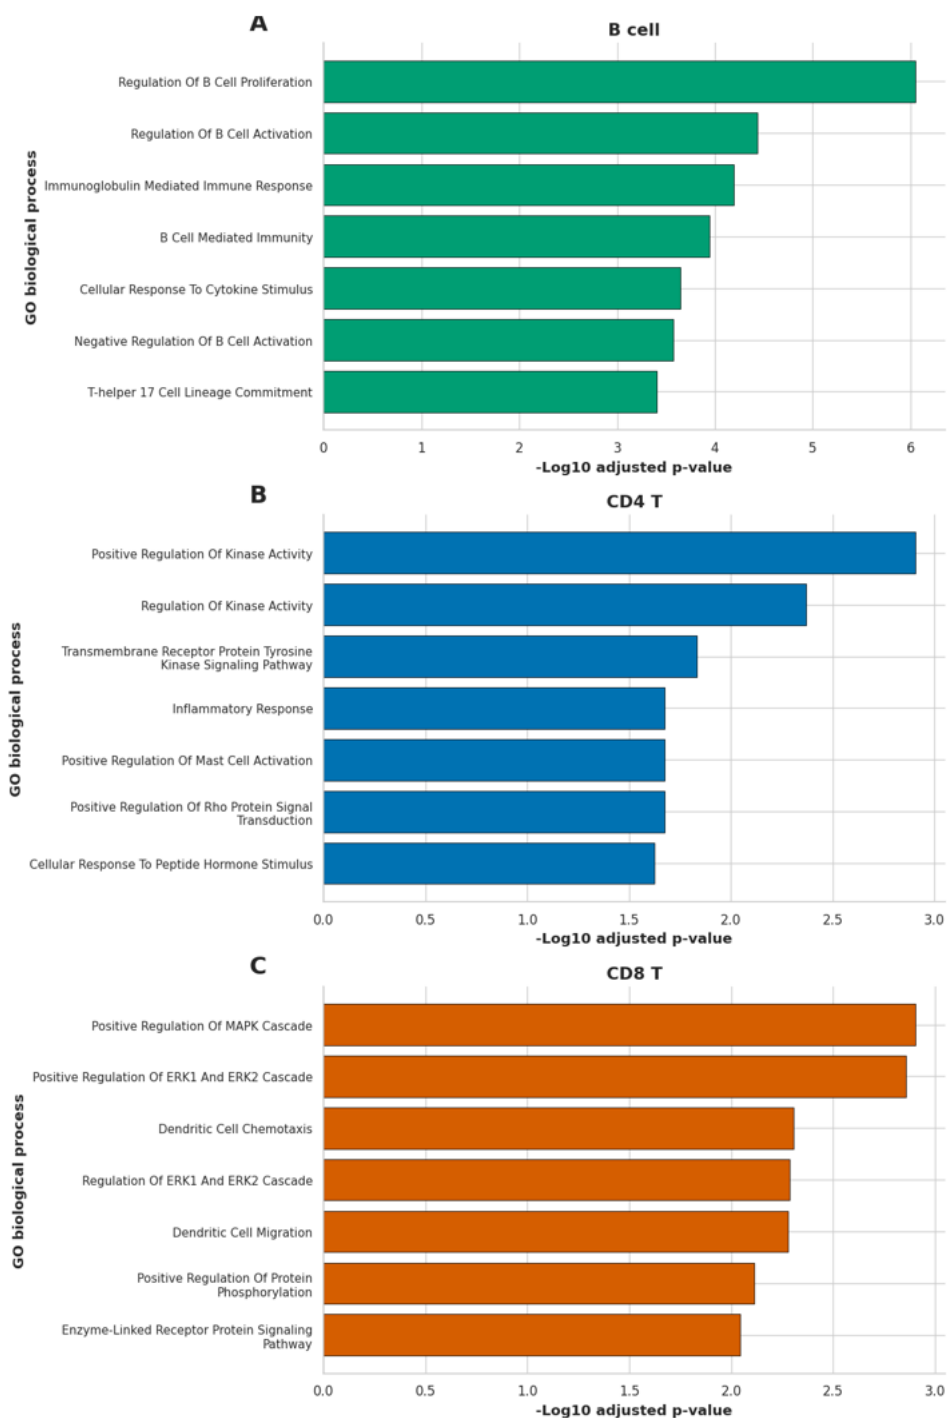 A
B cell
GO biological process
Regulation Of B Cell Proliferation
Regulation Of B Cell Activation
Immunoglobulin Mediated Immune Response
B Cell Mediated Immunity
Cellular Response To Cytokine Stimulus
Negative Regulation Of B Cell Activation
T-helper 17 Cell Lineage Commitment
0 1 2 3 4 5 6
-Log10 adjusted p-value
B
CD4 T
GO biological process
Positive Regulation Of Kinase Activity
Regulation Of Kinase Activity
Transmembrane Receptor Protein Tyrosine
Kinase Signaling Pathway
Inflammatory Response
Positive Regulation Of Mast Cell Activation
Positive Regulation Of Rho Protein Signal
Transduction
Cellular Response To Peptide Hormone Stimulus
0.0 0.5 1.0 1.5 2.0 2.5 3.0
-Log10 adjusted p-value
C
CD8 T
GO biological process
Positive Regulation Of MAPK Cascade
Positive Regulation Of ERK1 And ERK2 Cascade
Dendritic Cell Chemotaxis
Regulation Of ERK1 And ERK2 Cascade
Dendritic Cell Migration
Positive Regulation Of Protein
Phosphorylation
Enzyme-Linked Receptor Protein Signaling
Pathway
0.0 0.5 1.0 1.5 2.0 2.5 3.0
-Log10 adjusted p-value